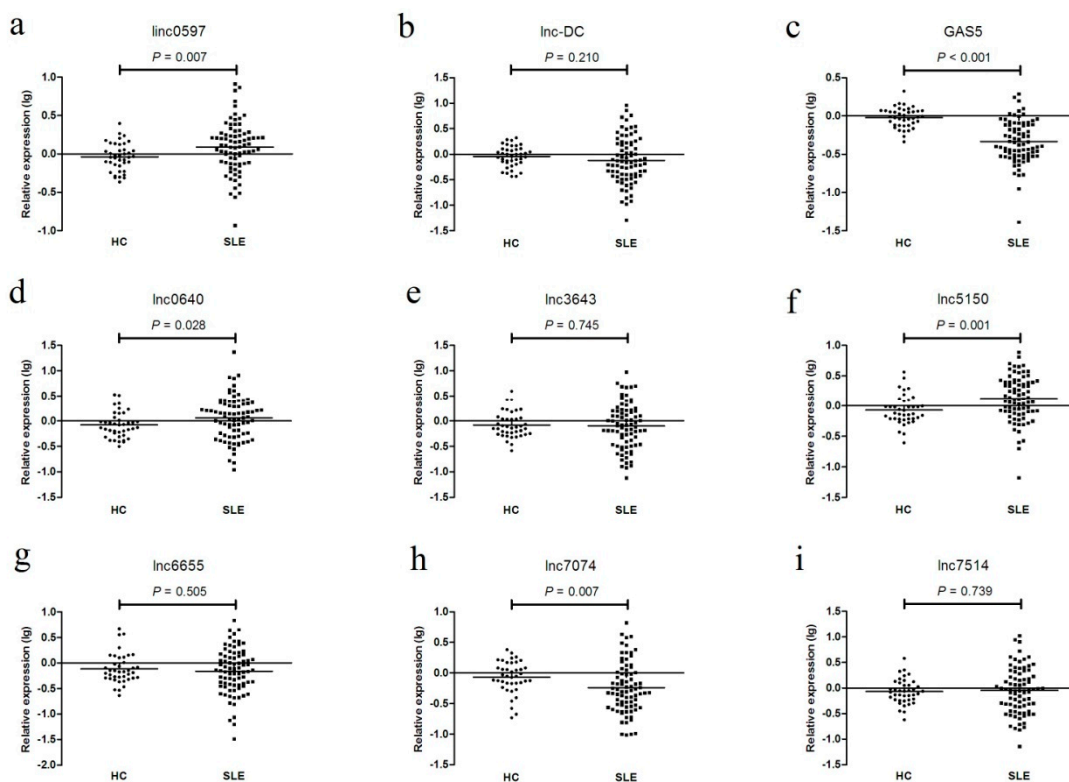 a
linc0597
P = 0.007
Relative expression (lg)
1.0
0.5
0.0
-0.5
-1.0
HC
SLE
b
lnc-DC
P = 0.210
Relative expression (lg)
1.5
1.0
0.5
0.0
-0.5
-1.0
-1.5
HC
SLE
c
GAS5
P < 0.001
Relative expression (lg)
0.5
0.0
-0.5
-1.0
-1.5
HC
SLE
d
lnc0640
P = 0.028
Relative expression (lg)
1.5
1.0
0.5
0.0
-0.5
-1.0
-1.5
HC
SLE
e
lnc3643
P = 0.745
Relative expression (lg)
1.5
1.0
0.5
0.0
-0.5
-1.0
-1.5
HC
SLE
f
lnc5150
P = 0.001
Relative expression (lg)
1.0
0.5
0.0
-0.5
-1.0
-1.5
HC
SLE
g
lnc6655
P = 0.505
Relative expression (lg)
1.0
0.5
0.0
-0.5
-1.0
-1.5
-2.0
HC
SLE
h
lnc7074
P = 0.007
Relative expression (lg)
1.0
0.5
0.0
-0.5
-1.0
-1.5
HC
SLE
i
lnc7514
P = 0.739
Relative expression (lg)
1.5
1.0
0.5
0.0
-0.5
-1.0
-1.5
HC
SLE